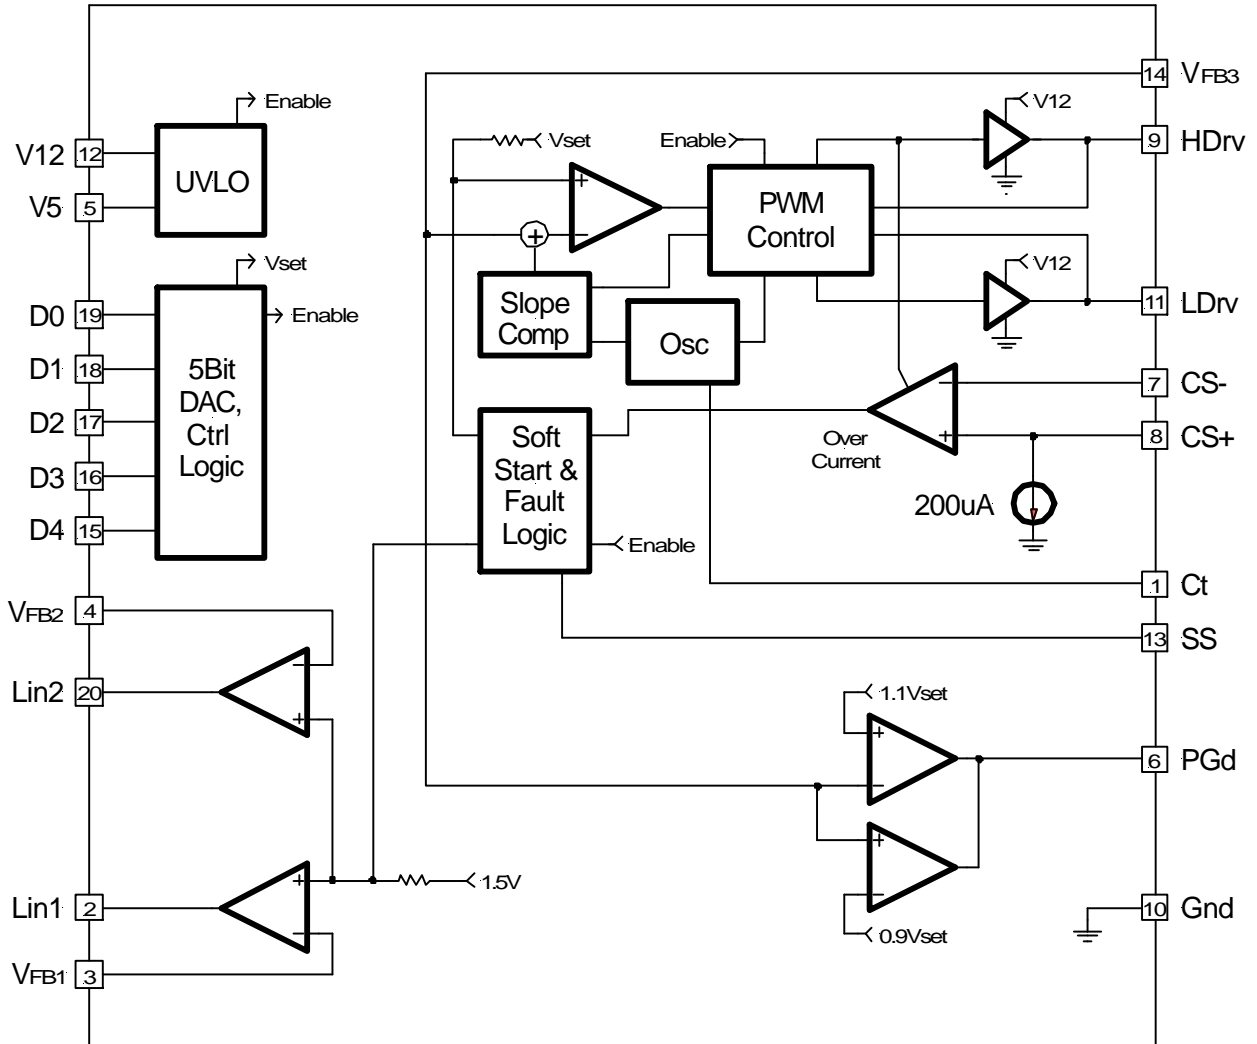 Enable
V12
12
UVLO
V5
5
Vset
D0
19
Enable
D1
18
D2
17
D3
16
D4
15
5Bit
DAC,
Ctrl
Logic
VFB2
4
Lin2
20
−
+
Lin1
2
+
−
VFB1
3
1.5V
Vset
Enable
+
−
+
PWM
Control
Slope
Comp
Osc
Soft
Start &
Fault
Logic
Enable
V12
V12
−
+
Over
Current
200uA
1.1Vset
+
−
+
−
0.9Vset
14
VFB3
9
HDrv
11
LDrv
7
CS-
8
CS+
1
Ct
13
SS
6
PGd
10
Gnd